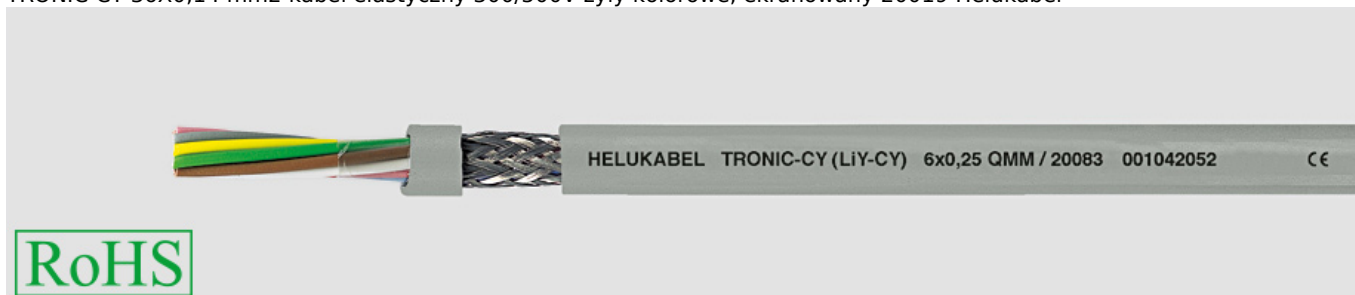 HELUKABEL TRONIC-CY (LiY-CY) 6x0,25 QMM / 20083 001042052 CE
RoHS